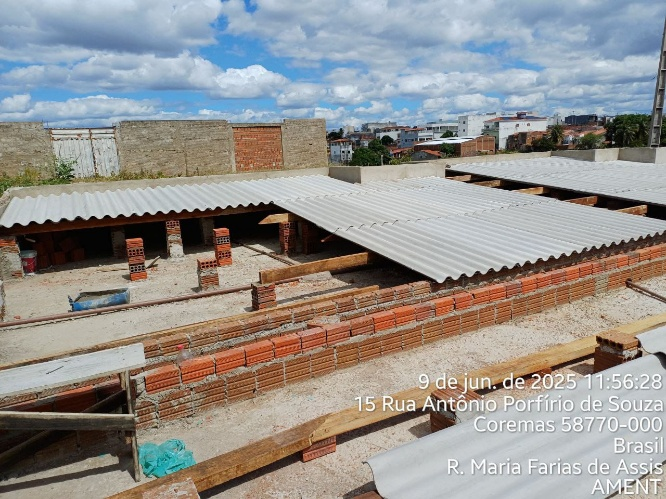 9 de jun. de 2025 11:56:28
15 Rua Antônio Porfírio de Souza
Coremas 58770-000
Brasil
R. Maria Farias de Assis
AMENT